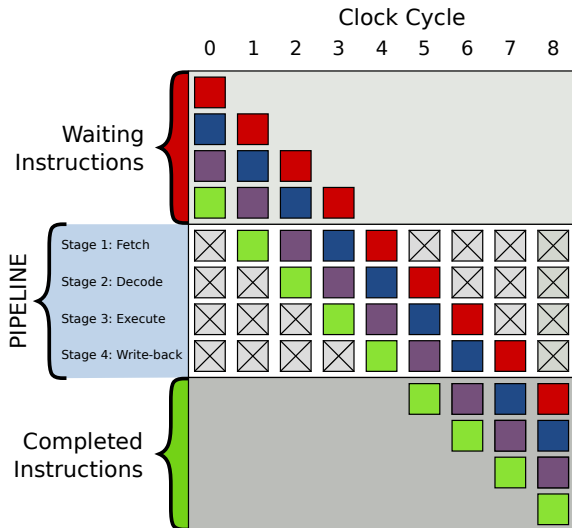 Clock Cycle
0 1 2 3 4 5 6 7 8
Waiting
Instructions
PIPELINE
Stage 1: Fetch
Stage 2: Decode
Stage 3: Execute
Stage 4: Write-back
Completed
Instructions